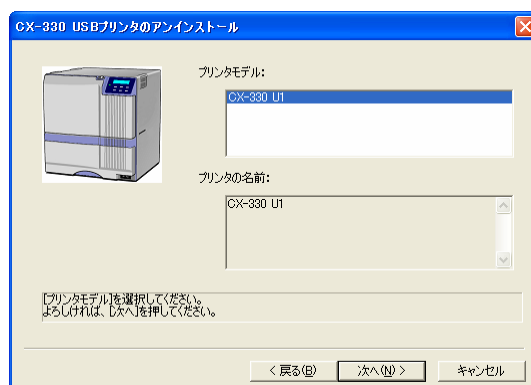 CX-330 USBプリンタのアンインストール
プリンタモデル:
CX-330 U1
プリンタの名前:
CX-330 U1
[プリンタモデル]を選択してください。
よろしければ、[次へ]を押してください。
< 戻る(B)
次へ(N) >
キャンセル